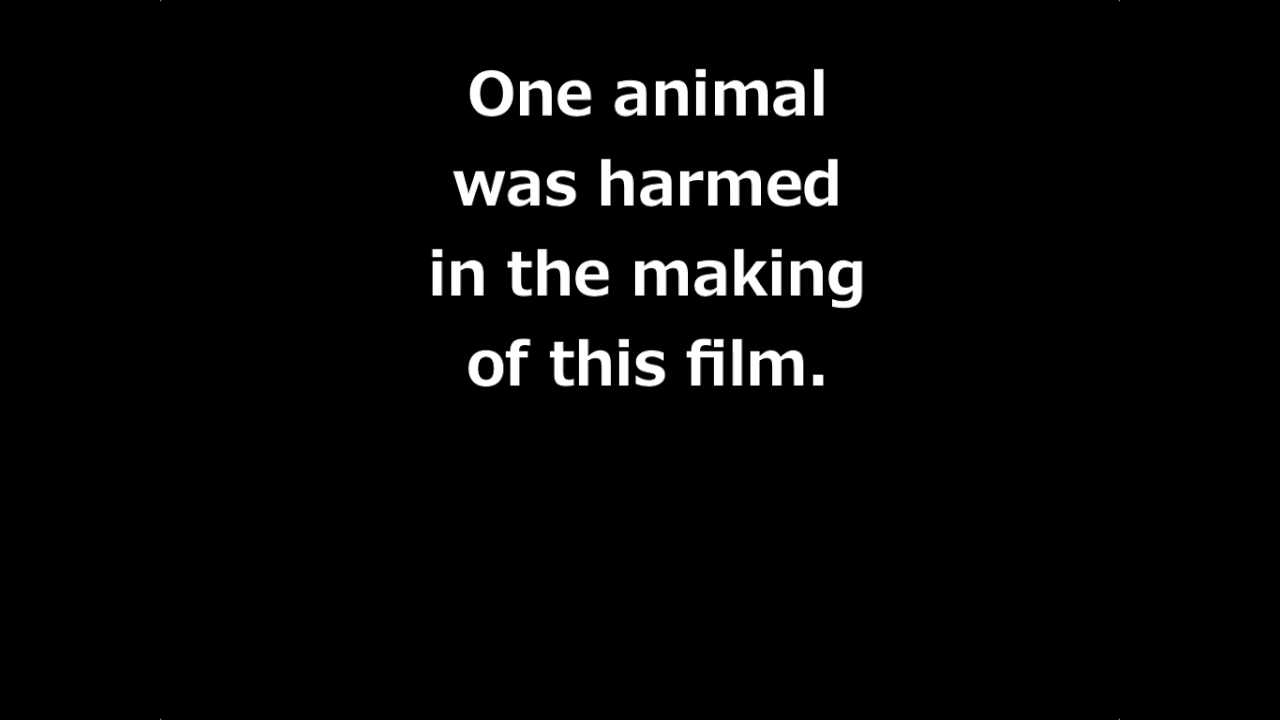 One animal
was harmed
in the making
of this film.